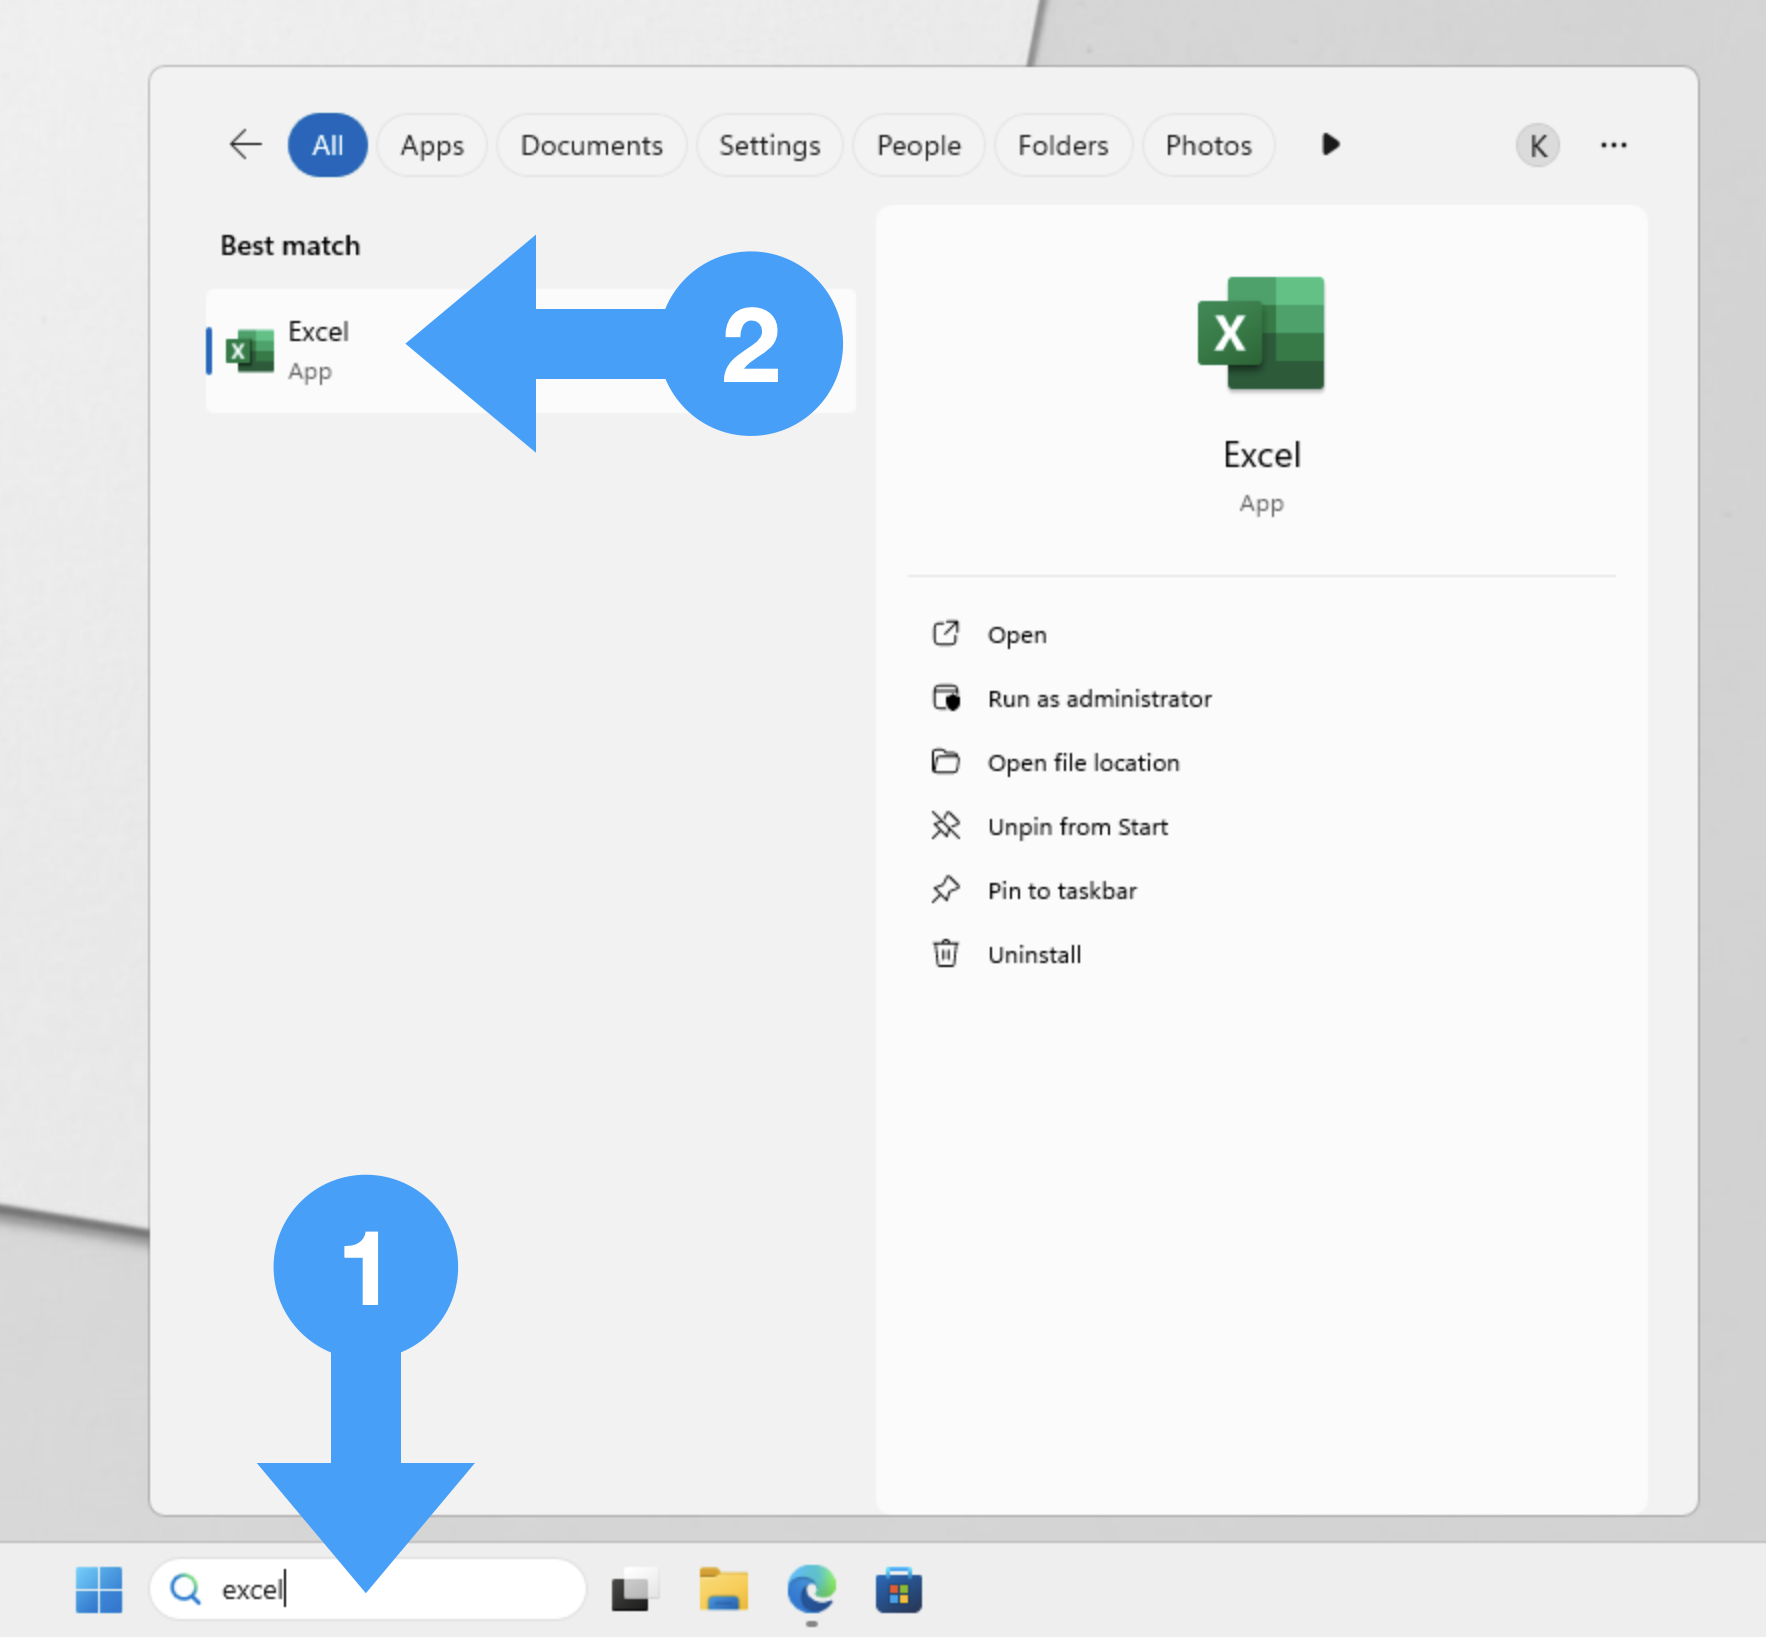 All Apps Documents Settings People Folders Photos K ...
Best match
Excel
App
2
X
X
Excel
App
Open
Run as administrator
Open file location
Unpin from Start
Pin to taskbar
Uninstall
1
excel